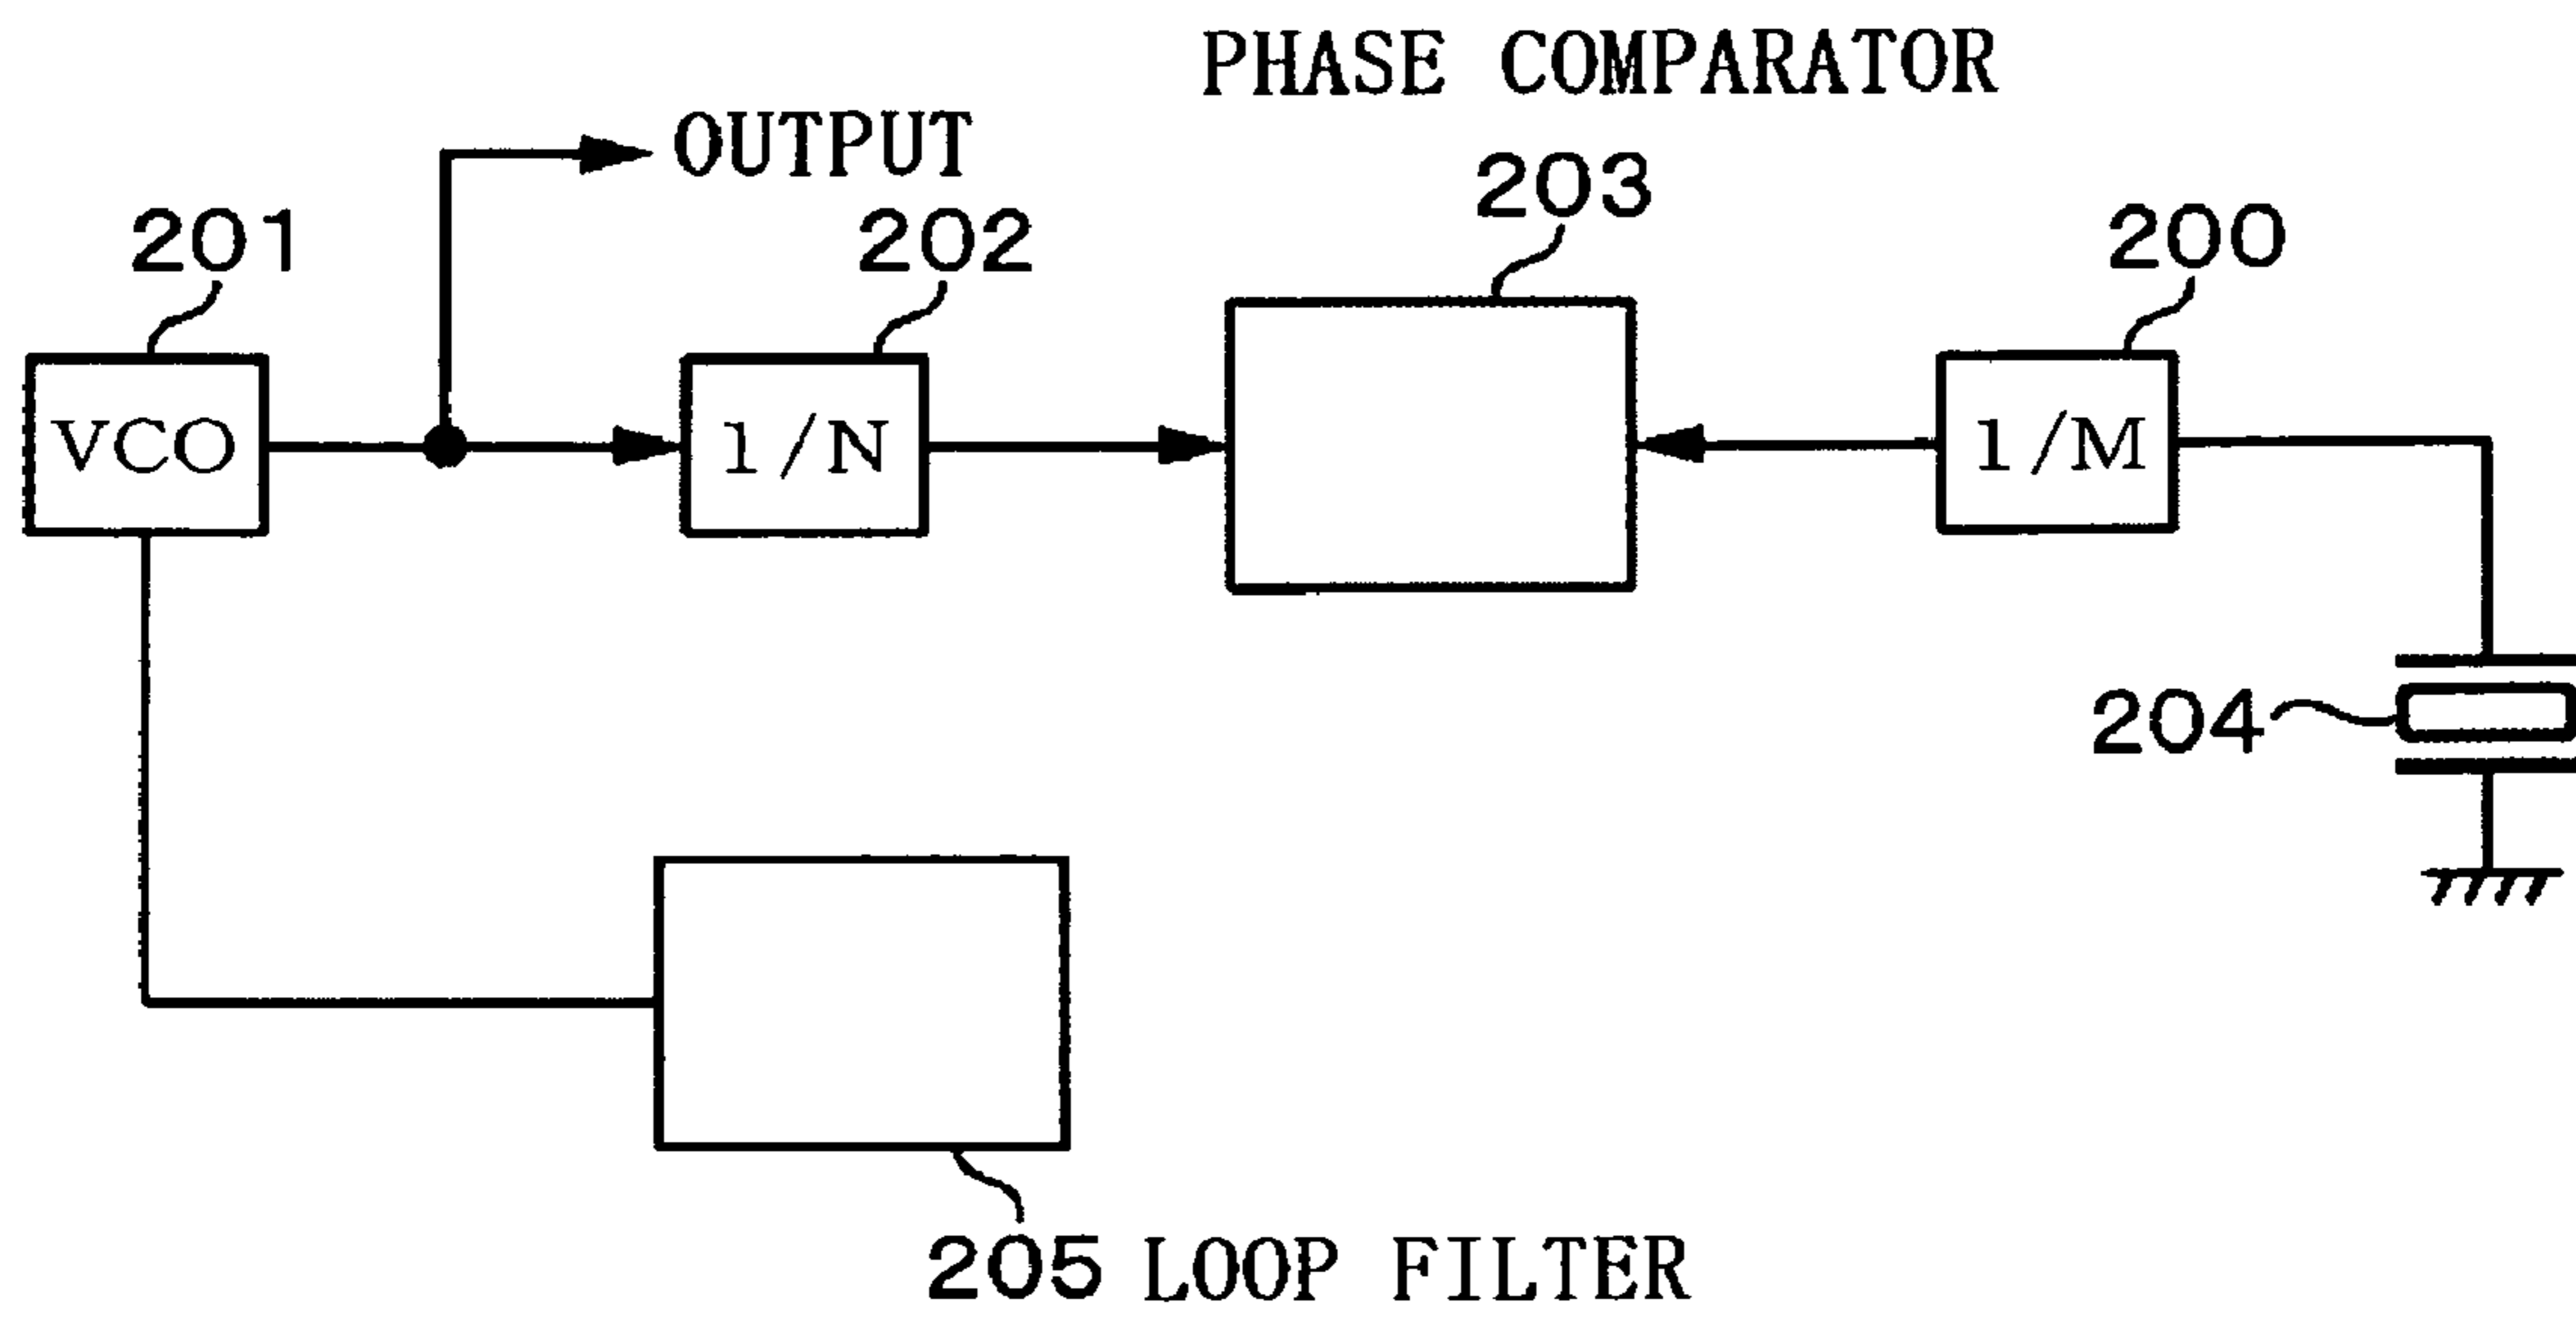 PHASE COMPARATOR
OUTPUT
203
201
202
200
VCO
1/N
1/M
204
205 LOOP FILTER